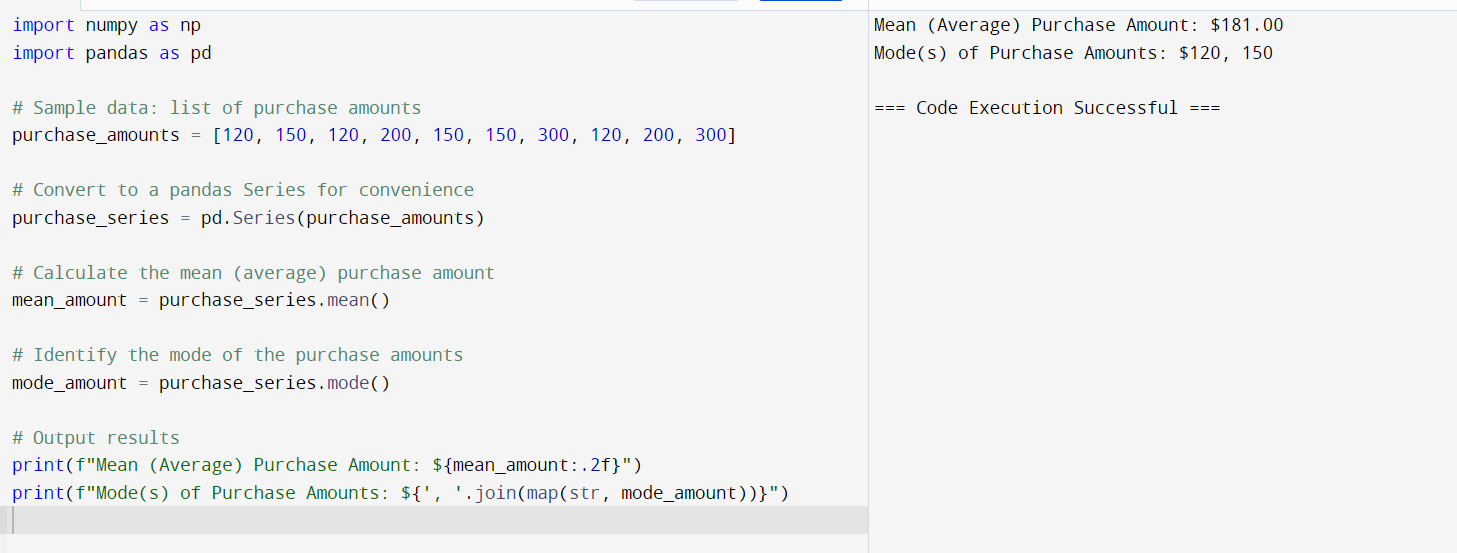 import numpy as np
import pandas as pd
# Sample data: list of purchase amounts
purchase_amounts = [120, 150, 120, 200, 150, 150, 300, 120, 200, 300]
# Convert to a pandas Series for convenience
purchase_series = pd.Series(purchase_amounts)
# Calculate the mean (average) purchase amount
mean_amount = purchase_series.mean()
# Identify the mode of the purchase amounts
mode_amount = purchase_series.mode()
# Output results
print(f"Mean (Average) Purchase Amount: ${mean_amount:.2f}")
print(f"Mode(s) of Purchase Amounts: ${', '.join(map(str, mode_amount))}")
Mean (Average) Purchase Amount: $181.00
Mode(s) of Purchase Amounts: $120, 150
=== Code Execution Successful ===